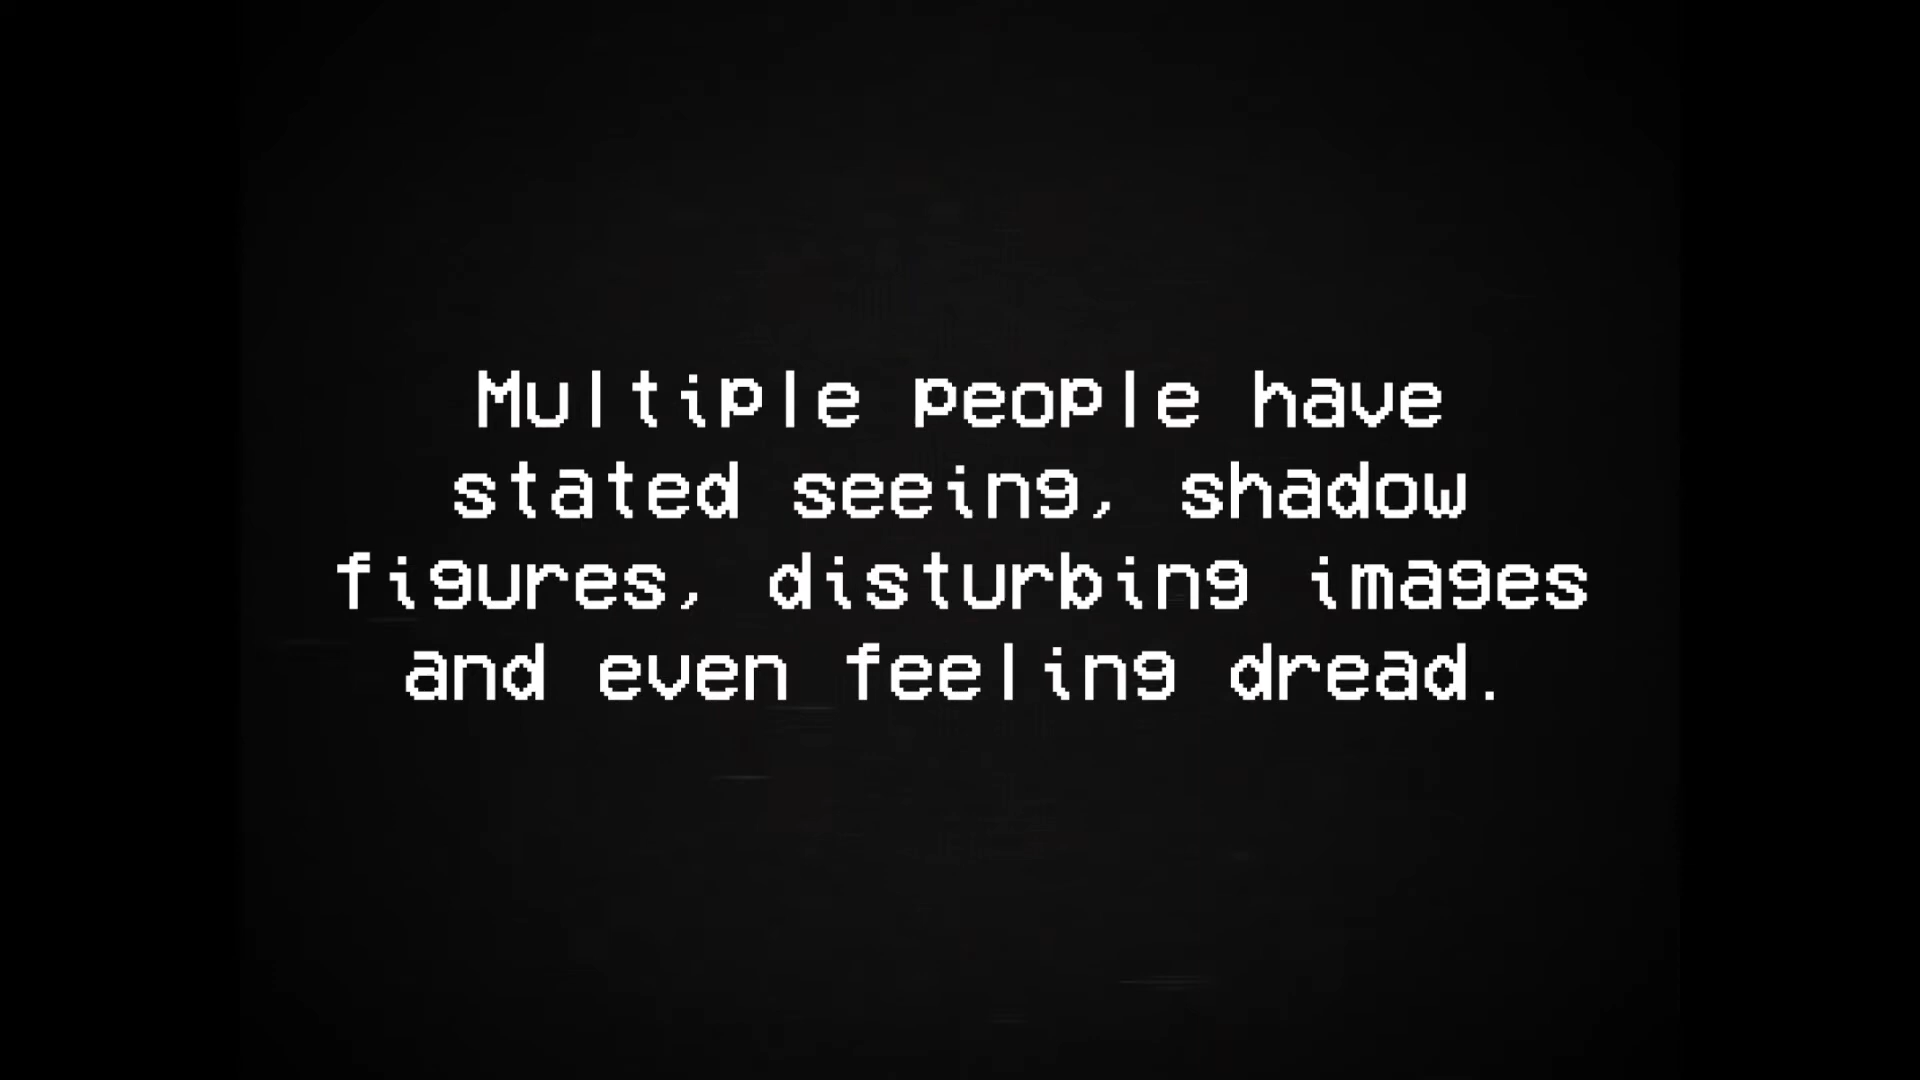 Multiple people have
stated seeing, shadow
figures, disturbing images
and even feeling dread.